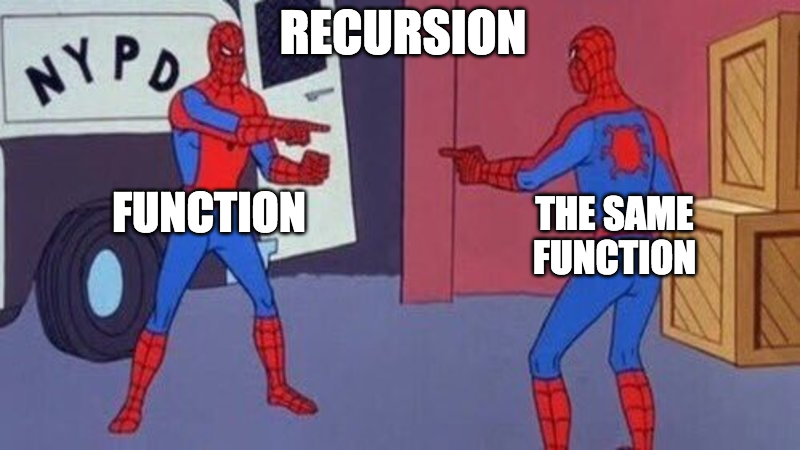 RECURSION
NYPD
FUNCTION
THE SAME
FUNCTION